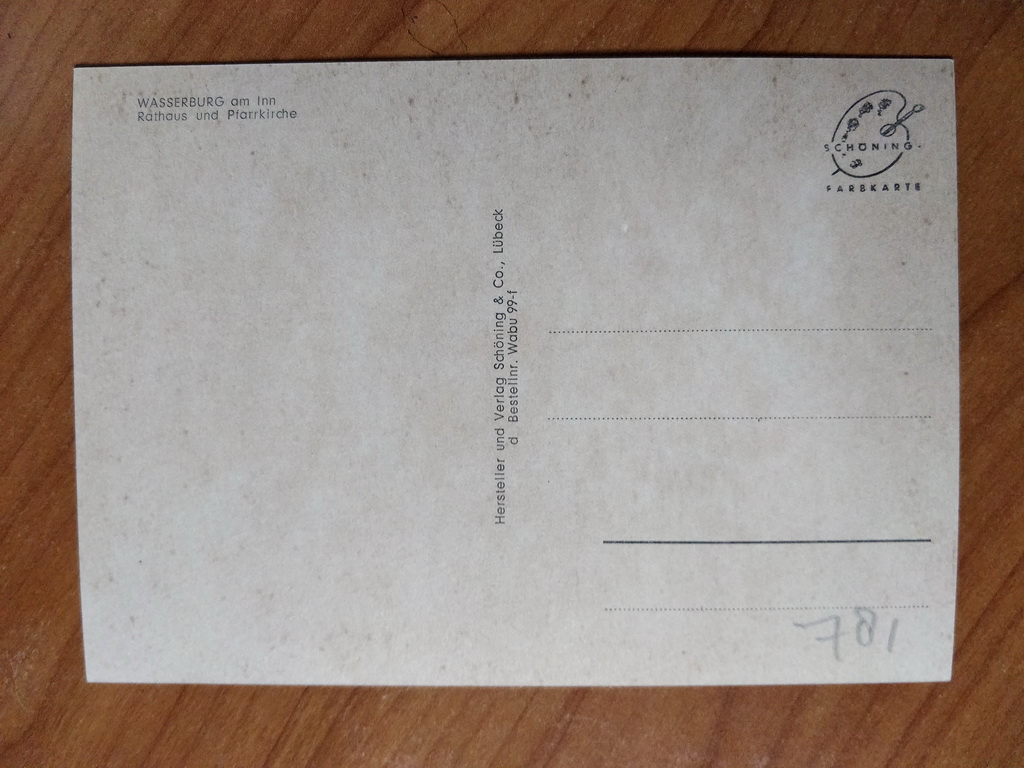 WASSERBURG am Inn
Rathaus und Pfarrkirche
SCHÖNING-
FARBKARTE
Hersteller und Verlag Schöning & Co., Lübeck
d Bestellnr. Wabu 99-f
781